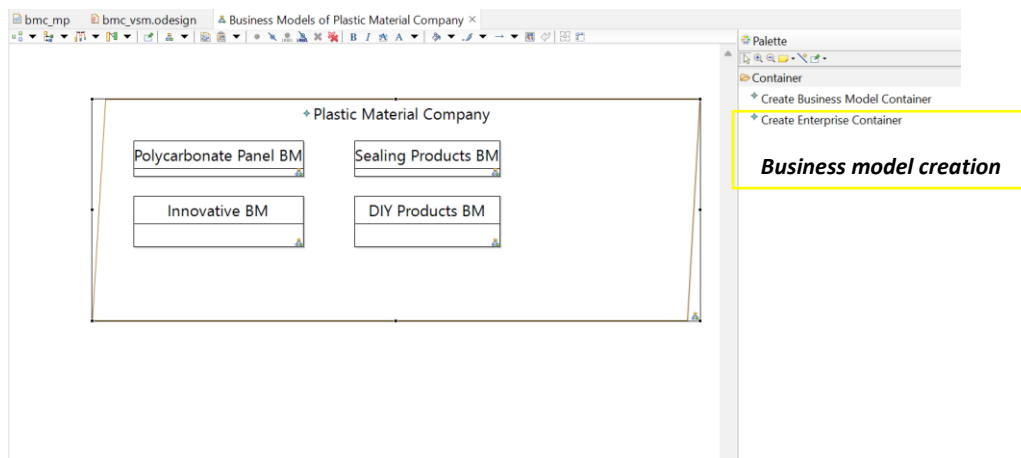 bmc_mp bmc_vsm.odesign Business Models of Plastic Material Company
B I A
Palette
Container
Create Business Model Container
Create Enterprise Container
Business model creation
Plastic Material Company
Polycarbonate Panel BM Sealing Products BM
Innovative BM DIY Products BM